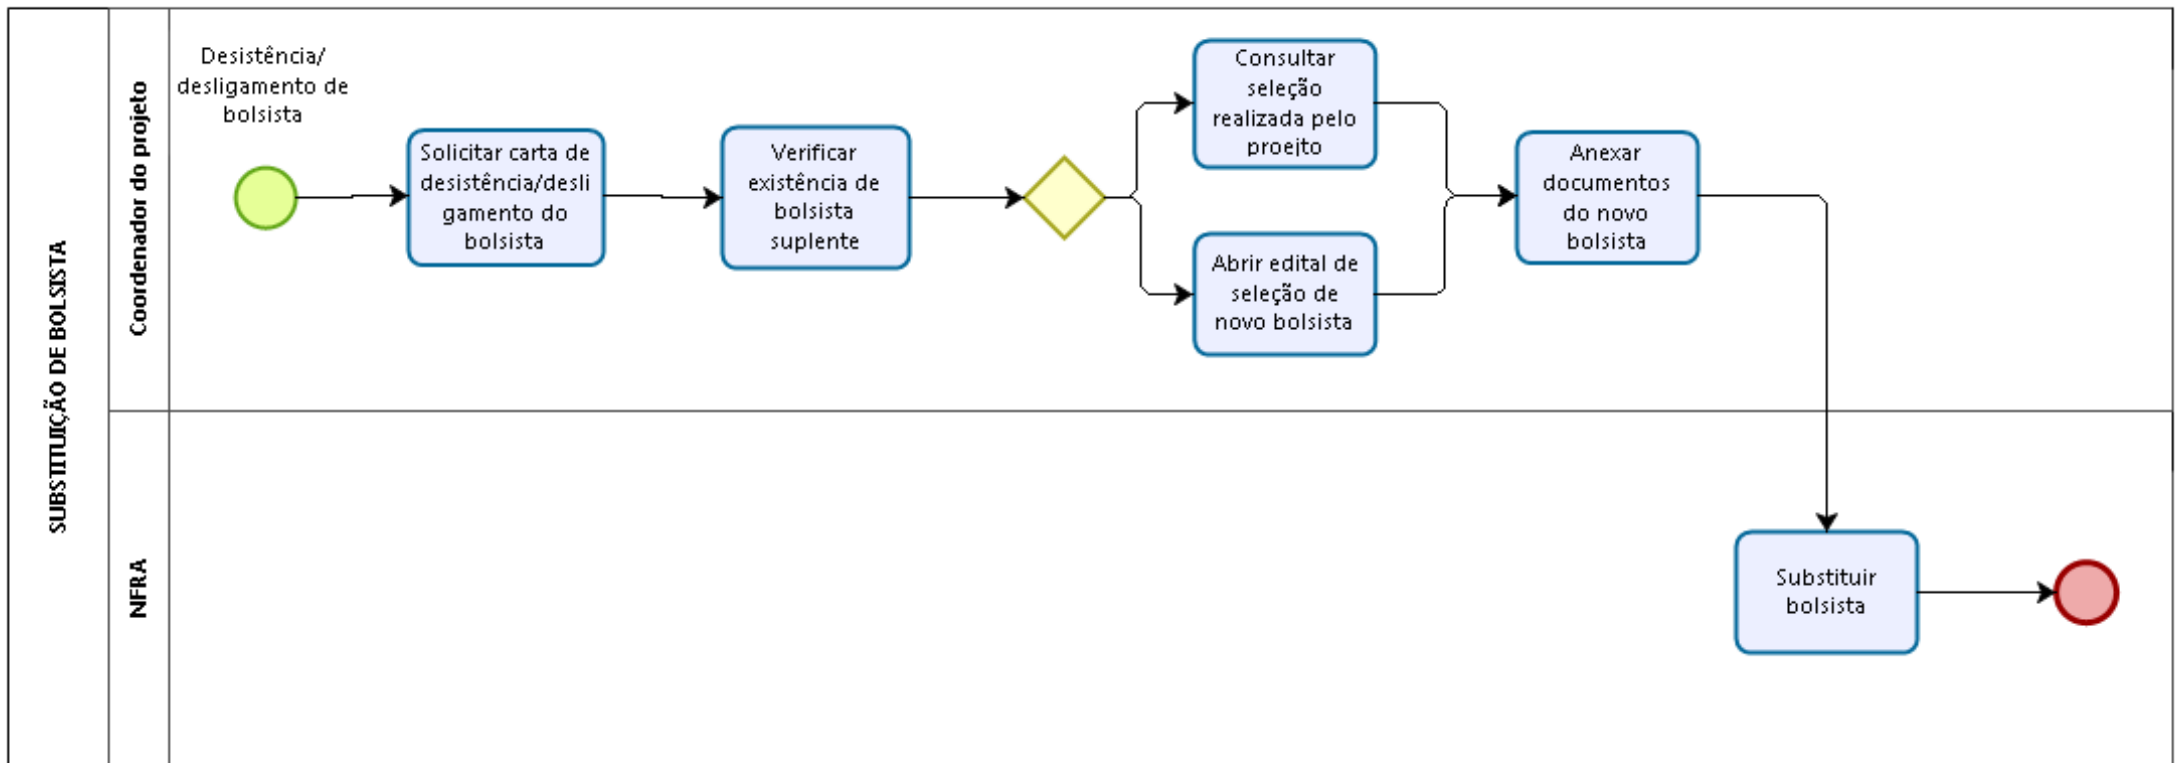 SUBSTITUIÇÃO DE BOLSISTA
Coordenador do projeto
Desistência/
desligamento de
bolsista
Solicitar carta de
desistência/desli
gamento do
bolsista
Verificar
existência de
bolsista
suplente
Consultar
seleção
realizada pelo
proejto
Abrir edital de
seleção de
novo bolsista
Anexar
documentos
do novo
bolsista
NFRA
Substituir
bolsista